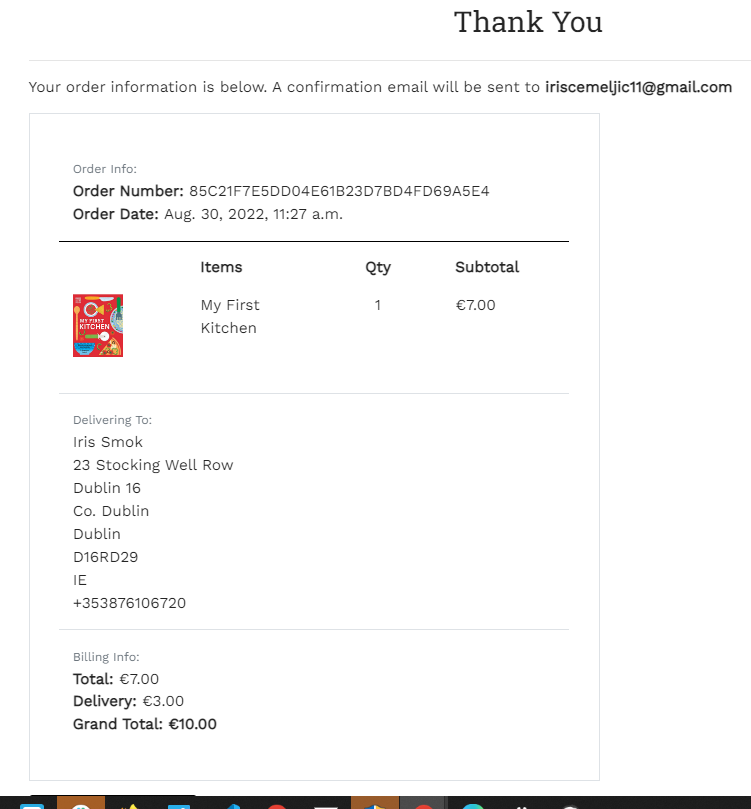 Thank You
Your order information is below. A confirmation email will be sent to iriscemeljic11@gmail.com
Order Info:
Order Number: 85C21F7E5DD04E61B23D7BD4FD69A5E4
Order Date: Aug. 30, 2022, 11:27 a.m.
Items Qty Subtotal
MY FIRST
KITCHEN
My First 1 €7.00
Kitchen
Delivering To:
Iris Smok
23 Stocking Well Row
Dublin 16
Co. Dublin
Dublin
D16RD29
IE
+353876106720
Billing Info:
Total: €7.00
Delivery: €3.00
Grand Total: €10.00